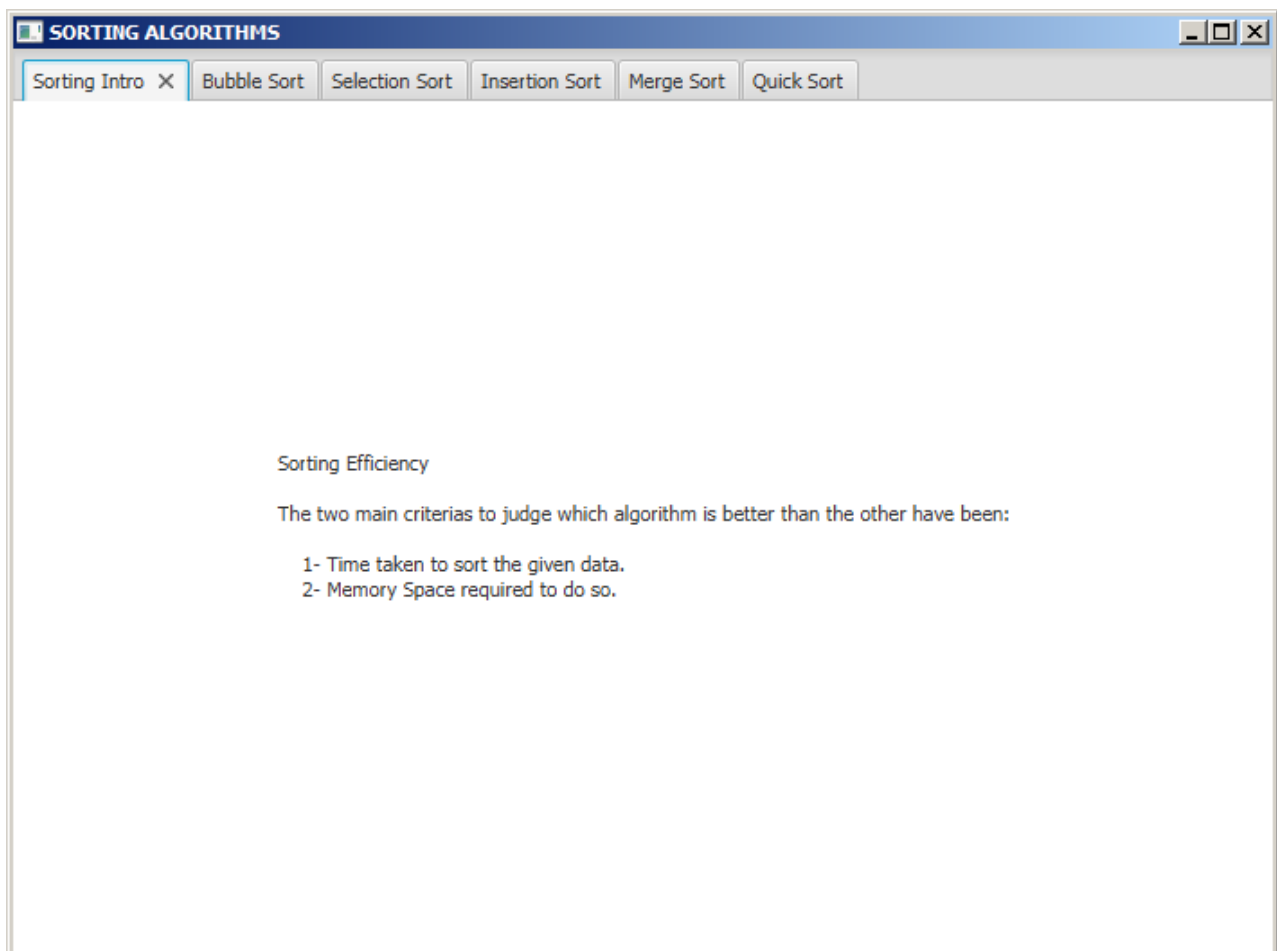 SORTING ALGORITHMS
Sorting Intro Bubble Sort Selection Sort Insertion Sort Merge Sort Quick Sort
Sorting Efficiency
The two main criterias to judge which algorithm is better than the other have been:
1- Time taken to sort the given data.
2- Memory Space required to do so.